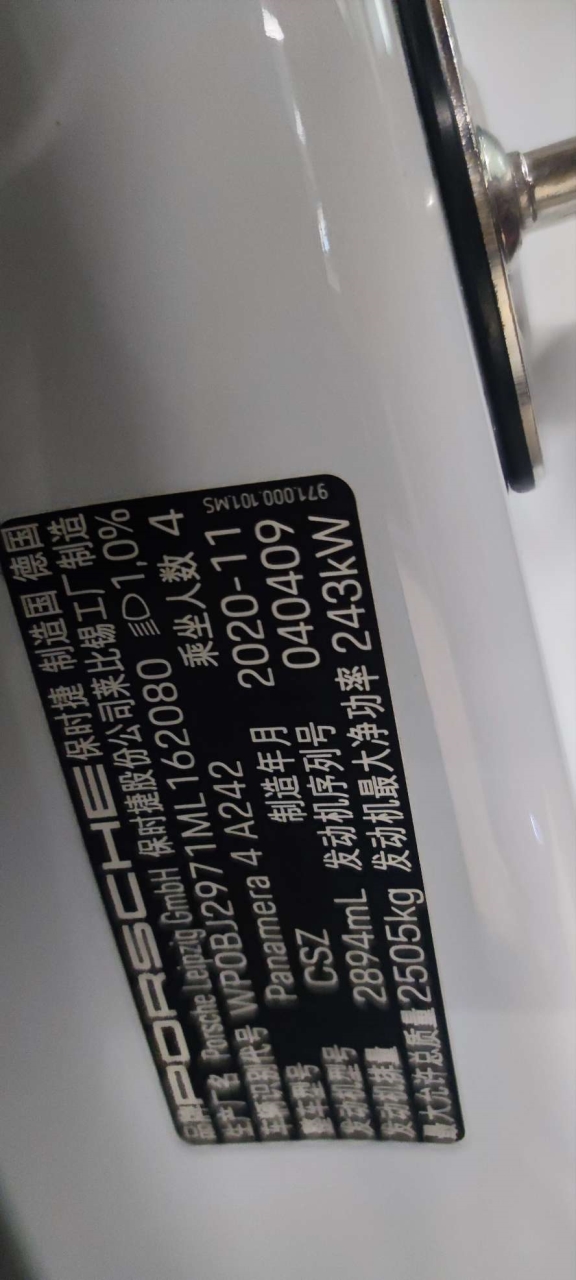 971.000.101.MS
品牌 PORSCHE 保时捷 制造国 德国
生产厂名 Porsche Leipzig GmbH 保时捷股份公司莱比锡工厂制造
车辆识别代号 WP0BJ2971ML162080 1,0%
整车型号 Panamera 4 A242 乘坐人数 4
发动机型号 CSZ 制造年月 2020-11
发动机排量 2894mL 发动机序列号 040409
最大允许总质量 2505kg 发动机最大净功率 243kW